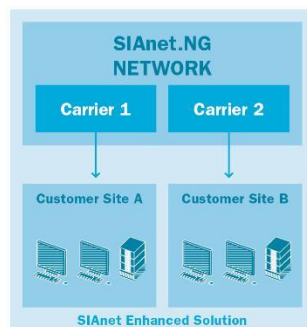 SIAnet.NG
NETWORK
Carrier 1 Carrier 2
Customer Site A Customer Site B
SIAnet Enhanced Solution